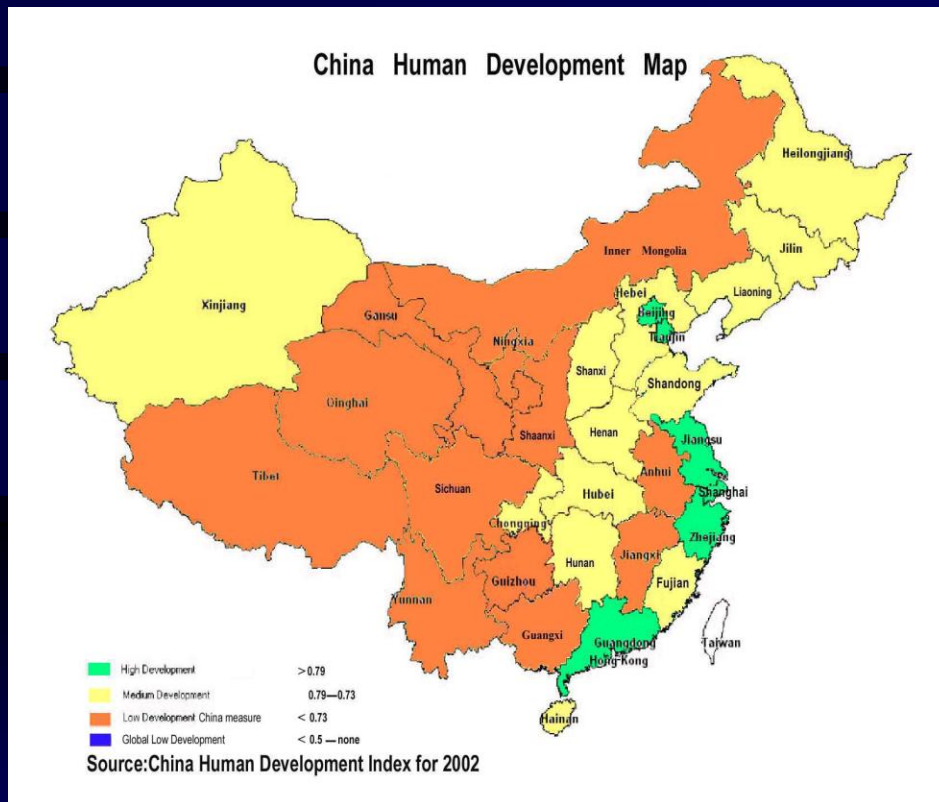 China Human Development Map
Heilongjiang
Jilin
Inner Mongolia
Liaoning
Hebei
Beijing
Tianjin
Xinjiang
Gansu
Ningxia
Shanxi
Shandong
Qinghai
Shaanxi
Henan
Jiangsu
Anhui
Tibet
Sichuan
Hubei
Shanghai
Chongqing
Zhejiang
Hunan
Jiangxi
Guizhou
Fujian
Yunnan
Guangxi
Guangdong
Taiwan
Hong-Kong
Hainan
High Development >0.79
Medium Development 0.79—0.73
Low Development China measure < 0.73
Global Low Development < 0.5 — none
Source:China Human Development Index for 2002